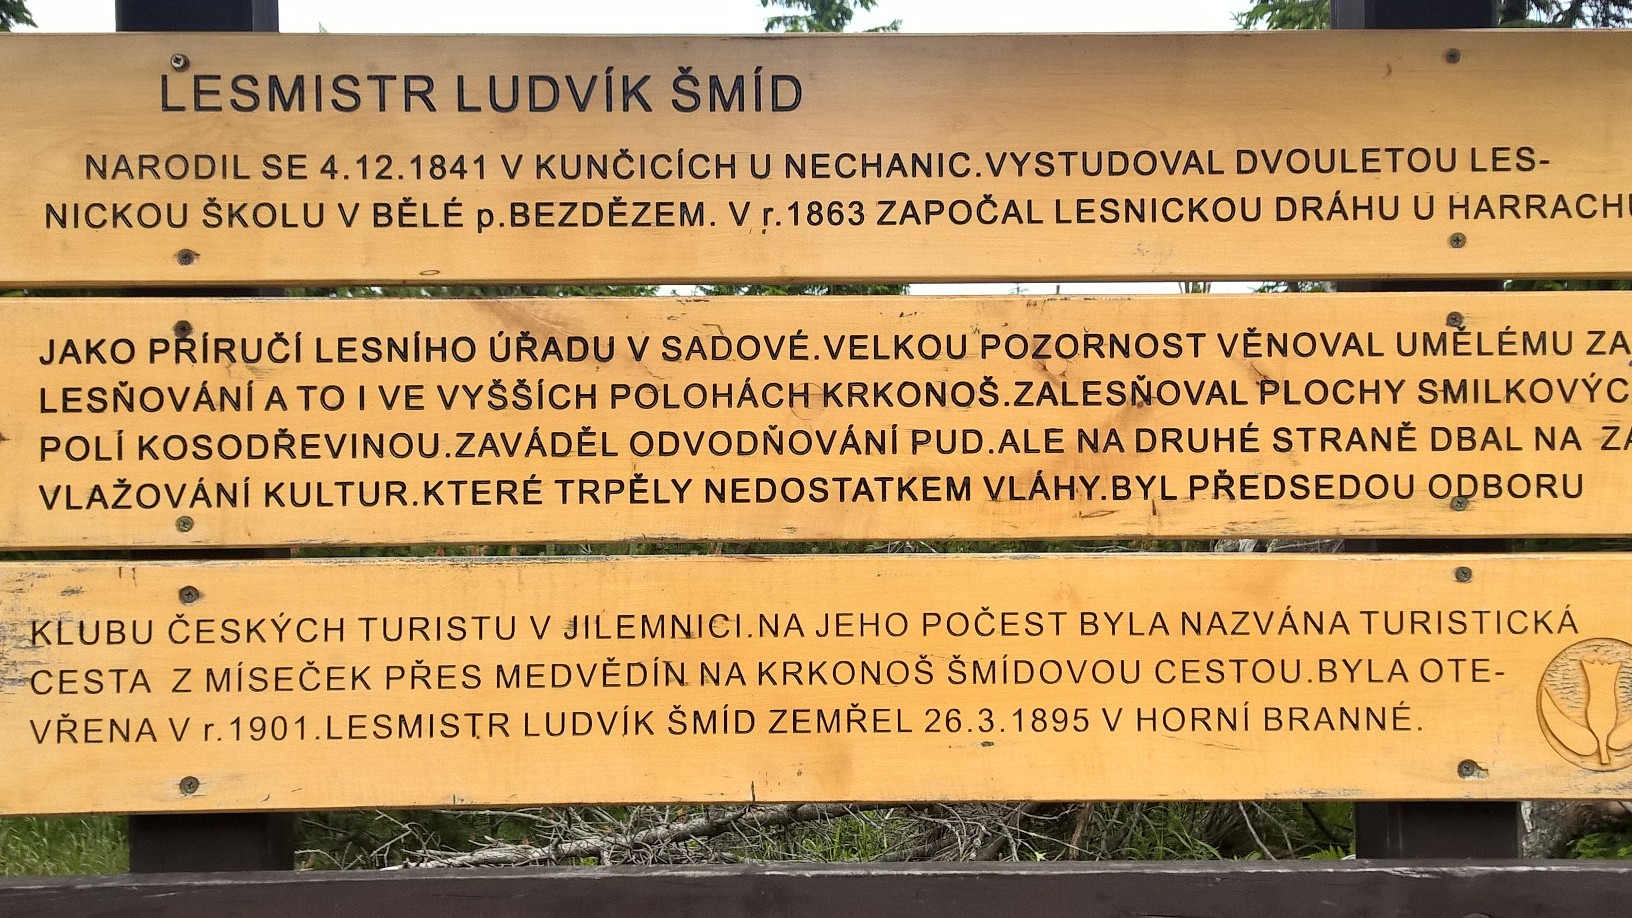 LESMISTR LUDVÍK ŠMÍD
NARODIL SE 4.12.1841 V KUNČICÍCH U NECHANIC.VYSTUDOVAL DVOULETOU LES-
NICKOU ŠKOLU V BĚLÉ p.BEZDĚZEM. V r.1863 ZAPOČAL LESNICKOU DRÁHU U HARRACHU
JAKO PŘÍRUČÍ LESNÍHO ÚŘADU V SADOVÉ.VELKOU POZORNOST VĚNOVAL UMĚLÉMU ZA
LESŇOVÁNÍ A TO I VE VYŠŠÍCH POLOHÁCH KRKONOŠ.ZALESŇOVAL PLOCHY SMILKOVÝC
POLÍ KOSODŘEVINOU.ZAVÁDĚL ODVODŇOVÁNÍ PUD.ALE NA DRUHÉ STRANĚ DBAL NA ZA
VLAŽOVÁNÍ KULTUR.KTERÉ TRPĚLY NEDOSTATKEM VLÁHY.BYL PŘEDSEDOU ODBORU
KLUBU ČESKÝCH TURISTU V JILEMNICI.NA JEHO POČEST BYLA NAZVÁNA TURISTICKÁ
CESTA Z MÍSEČEK PŘES MEDVĚDÍN NA KRKONOŠ ŠMÍDOVOU CESTOU.BYLA OTE-
VŘENA V r.1901.LESMISTR LUDVÍK ŠMÍD ZEMŘEL 26.3.1895 V HORNÍ BRANNÉ.